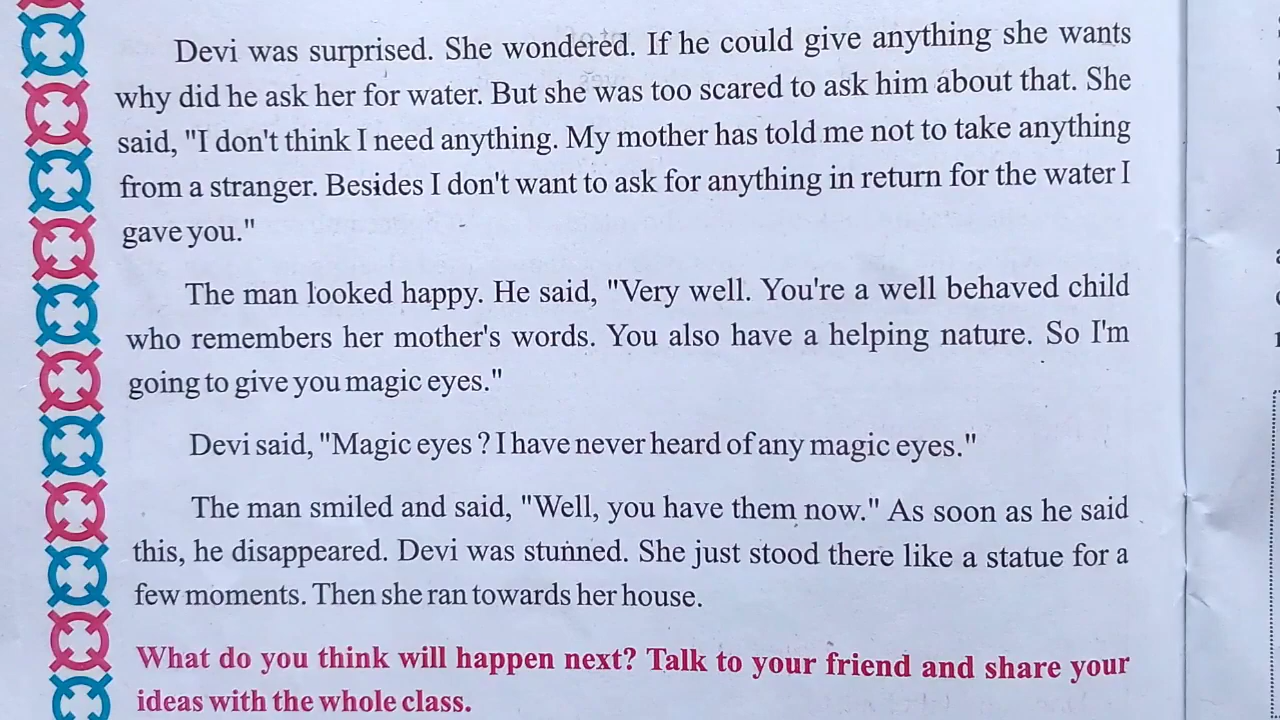 Devi was surprised. She wondered. If he could give anything she wants
why did he ask her for water. But she was too scared to ask him about that. She
said, "I don't think I need anything. My mother has told me not to take anything
from a stranger. Besides I don't want to ask for anything in return for the water I
gave you."
The man looked happy. He said, "Very well. You're a well behaved child
who remembers her mother's words. You also have a helping nature. So I'm
going to give you magic eyes."
Devi said, "Magic eyes ? I have never heard of any magic eyes."
The man smiled and said, "Well, you have them now." As soon as he said
this, he disappeared. Devi was stunned. She just stood there like a statue for a
few moments. Then she ran towards her house.
What do you think will happen next? Talk to your friend and share your
ideas with the whole class.